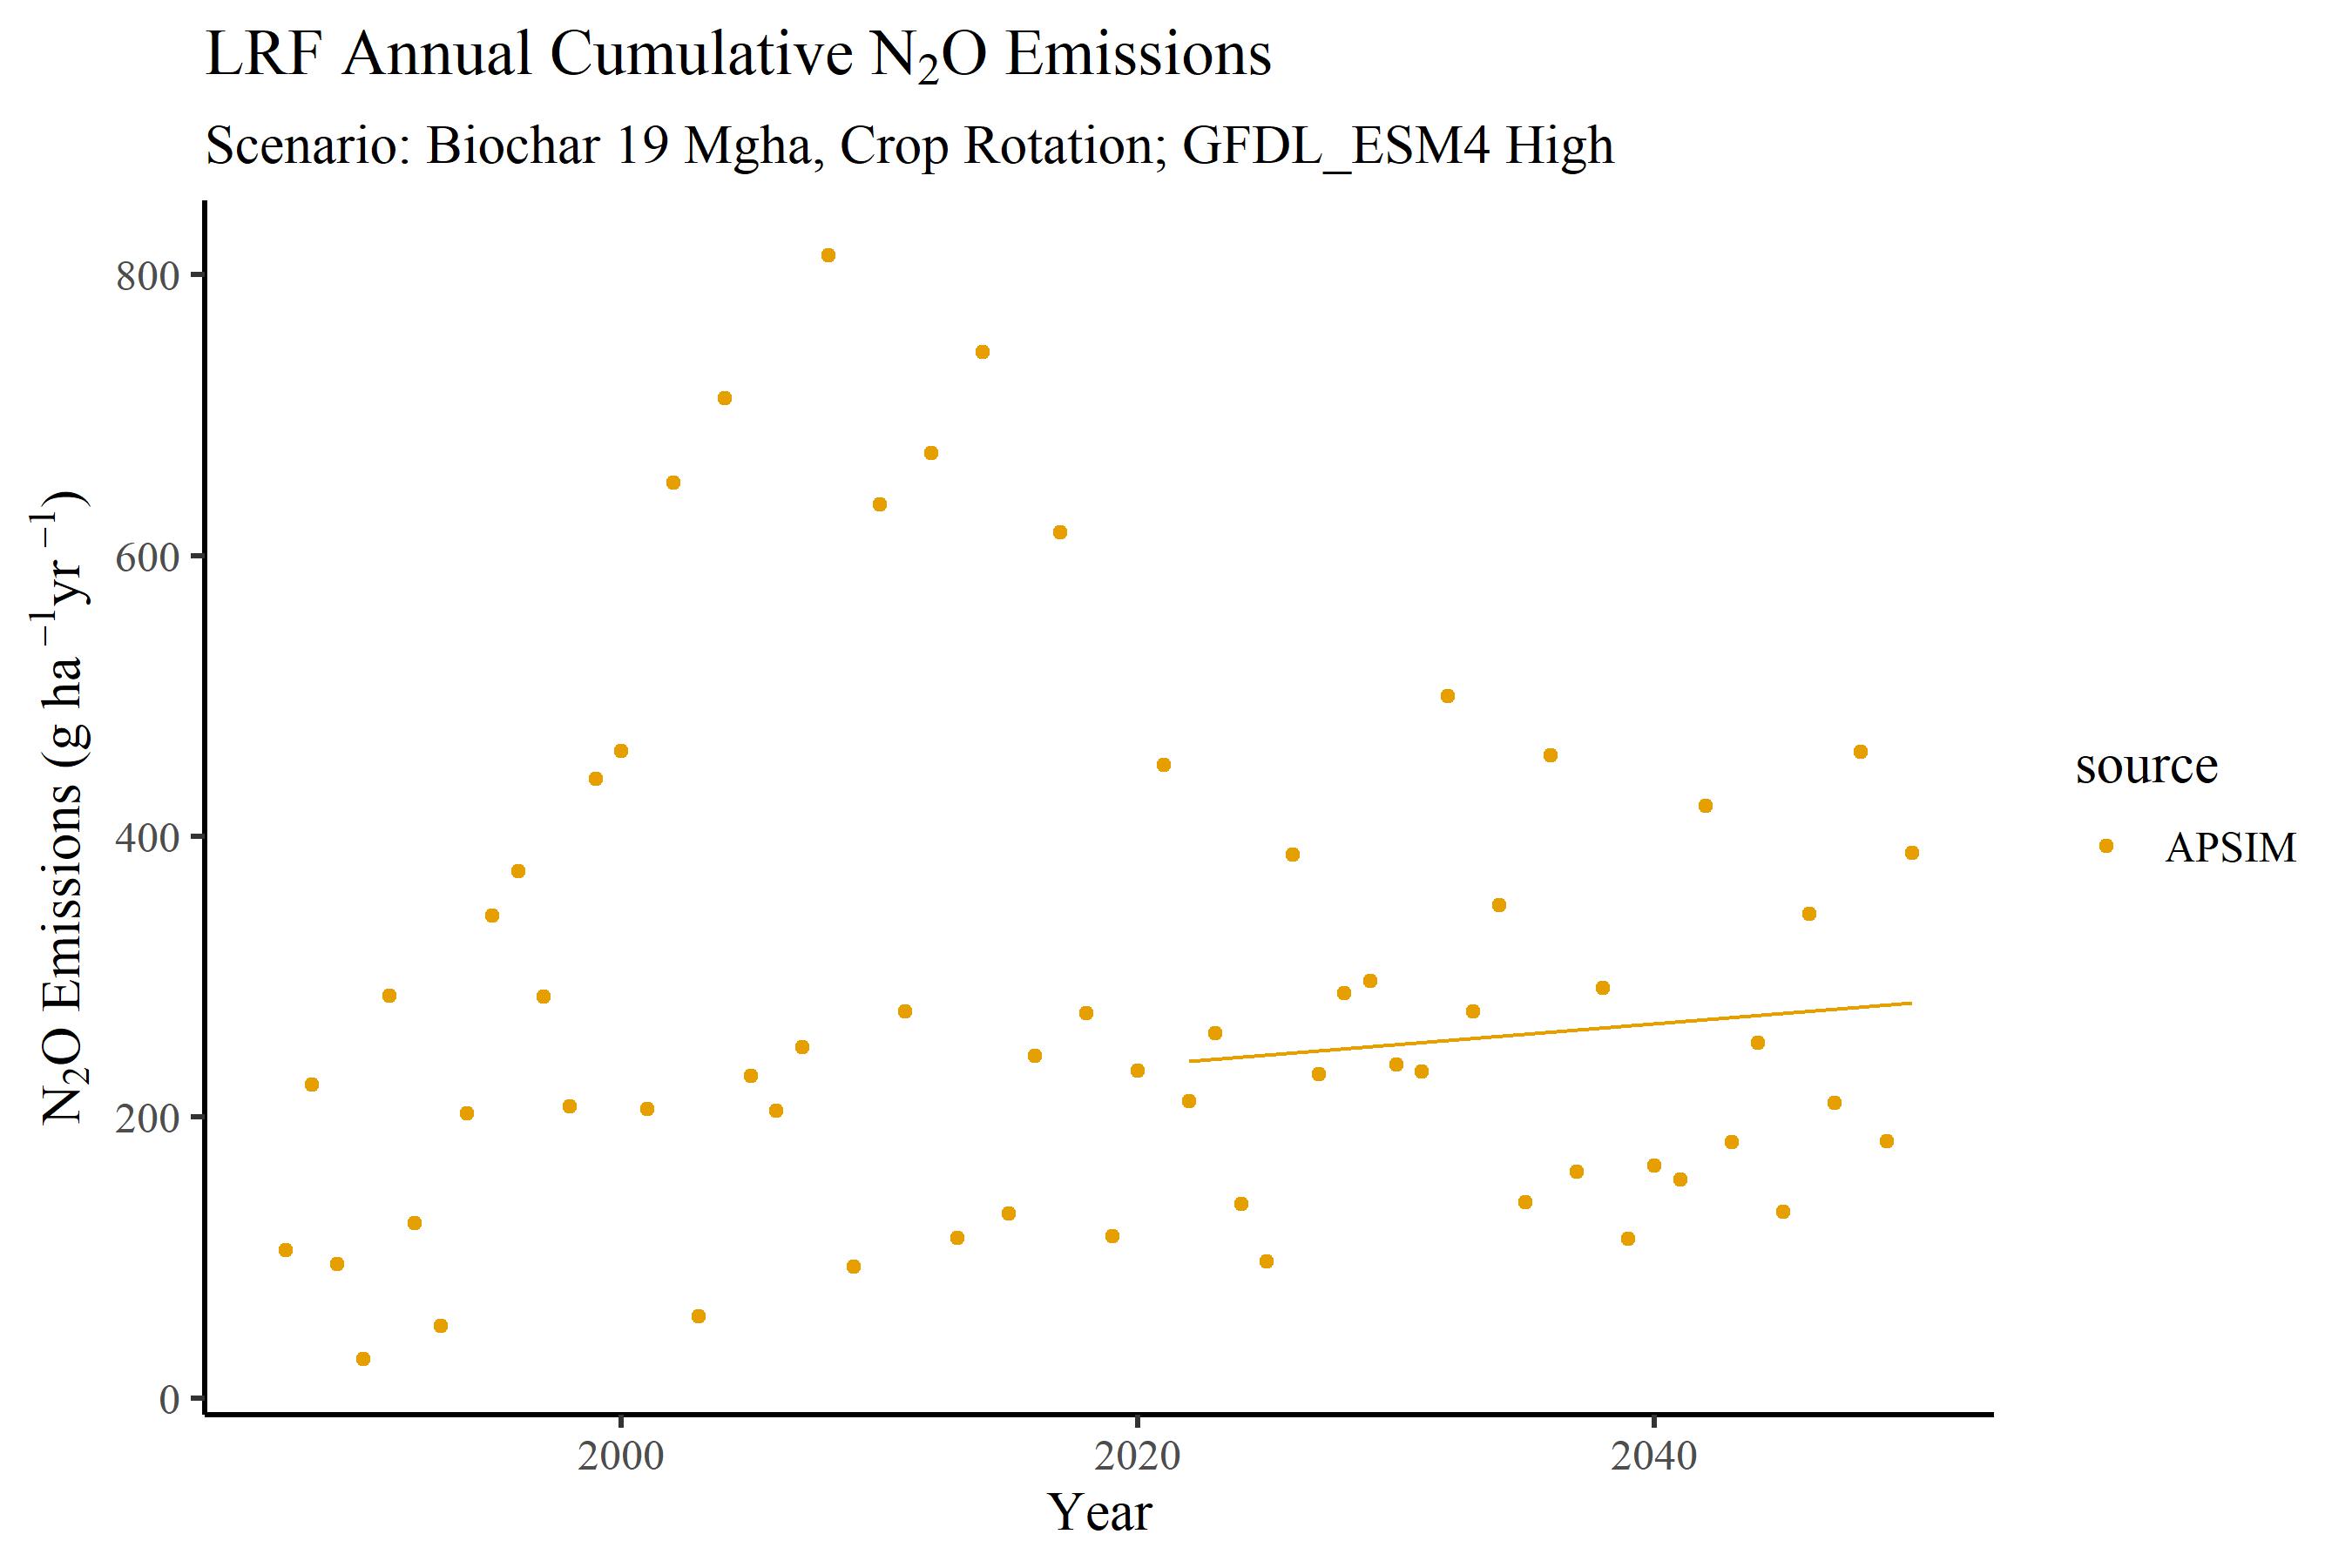 LRF Annual Cumulative N₂O Emissions
Scenario: Biochar 19 Mgha, Crop Rotation; GFDL_ESM4 High
N₂O Emissions (g ha⁻¹yr⁻¹)
800
600
400
200
0
2000 2020 2040
Year
source
APSIM